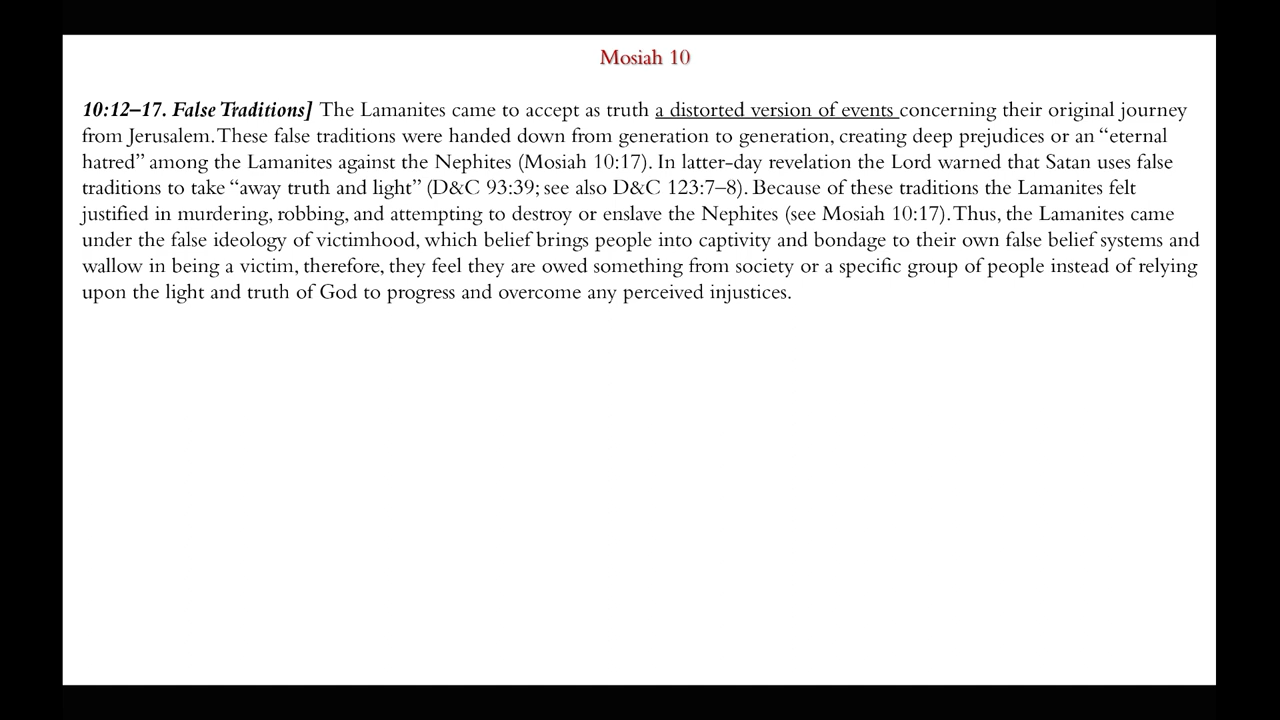 Mosiah 10
10:12–17. False Traditions] The Lamanites came to accept as truth a distorted version of events concerning their original journey
from Jerusalem. These false traditions were handed down from generation to generation, creating deep prejudices or an “eternal
hatred” among the Lamanites against the Nephites (Mosiah 10:17). In latter-day revelation the Lord warned that Satan uses false
traditions to take “away truth and light” (D&C 93:39; see also D&C 123:7–8). Because of these traditions the Lamanites felt
justified in murdering, robbing, and attempting to destroy or enslave the Nephites (see Mosiah 10:17). Thus, the Lamanites came
under the false ideology of victimhood, which belief brings people into captivity and bondage to their own false belief systems and
wallow in being a victim, therefore, they feel they are owed something from society or a specific group of people instead of relying
upon the light and truth of God to progress and overcome any perceived injustices.